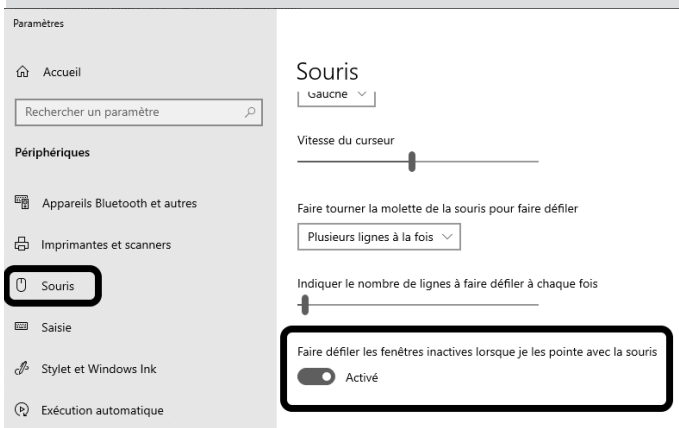 Paramètres
Accueil
Rechercher un paramètre
Périphériques
Appareils Bluetooth et autres
Imprimantes et scanners
Souris
Saisie
Stylet et Windows Ink
Exécution automatique
Souris
Gauche
Vitesse du curseur
Faire tourner la molette de la souris pour faire défiler
Plusieurs lignes à la fois
Indiquer le nombre de lignes à faire défiler à chaque fois
Faire défiler les fenêtres inactives lorsque je les pointe avec la souris
Activé